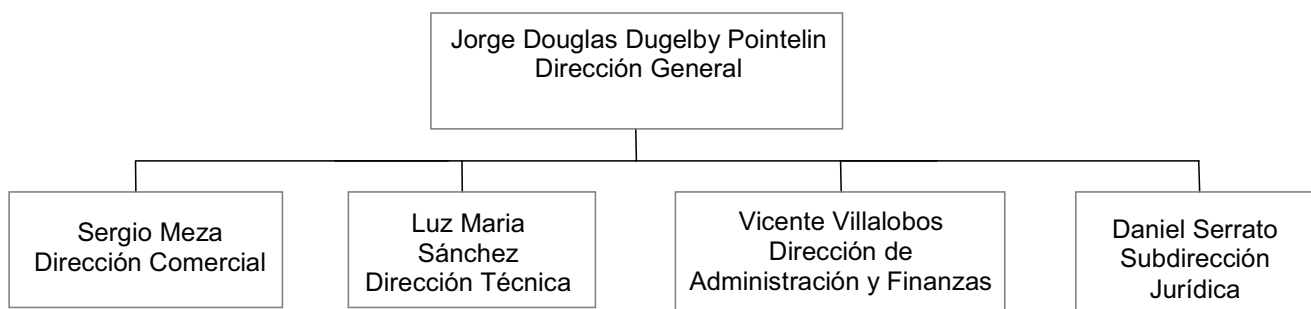 Jorge Douglas Dugelby Pointelin
Dirección General
Sergio Meza
Dirección Comercial
Luz Maria
Sánchez
Dirección Técnica
Vicente Villalobos
Dirección de
Administración y Finanzas
Daniel Serrato
Subdirección
Jurídica